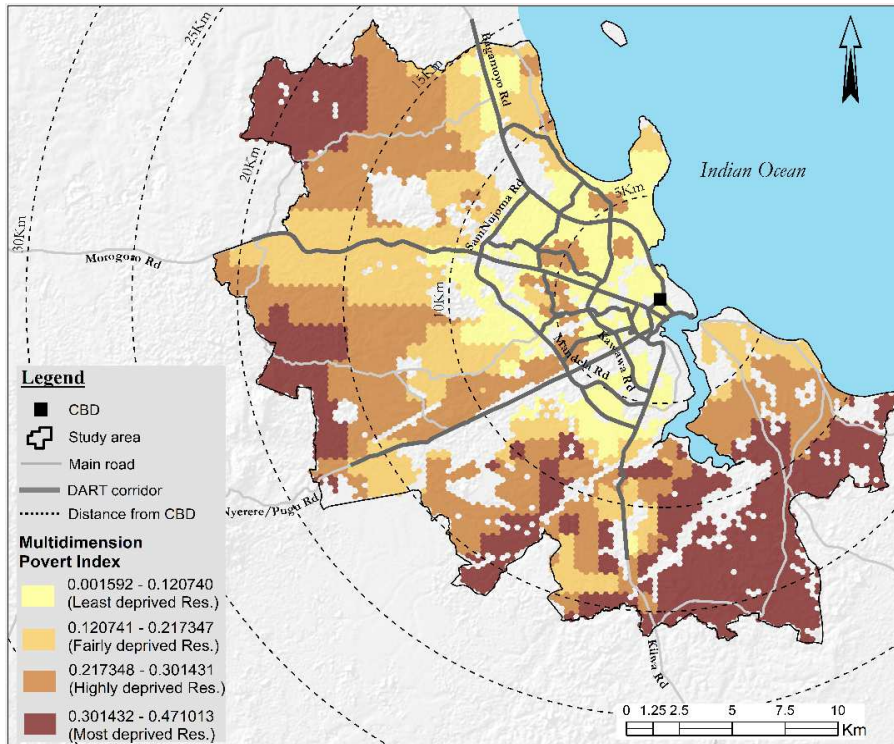 25Km
15Km
Bagamoyo Rd
Indian Ocean
20Km
5Km
SamNujoma Rd
30Km
Morogoro Rd
10Km
Kawawa Rd
Mandela Rd
Legend
CBD
Study area
Main road
DART corridor
Distance from CBD
Nyerere/Pugu Rd
Multidimension
Povert Index
0.001592 - 0.120740
(Least deprived Res.)
0.120741 - 0.217347
(Fairly deprived Res.)
0.217348 - 0.301431
(Highly deprived Res.)
0.301432 - 0.471013
(Most deprived Res.)
Kilwa Rd
0 1.25 2.5 5 7.5 10
Km